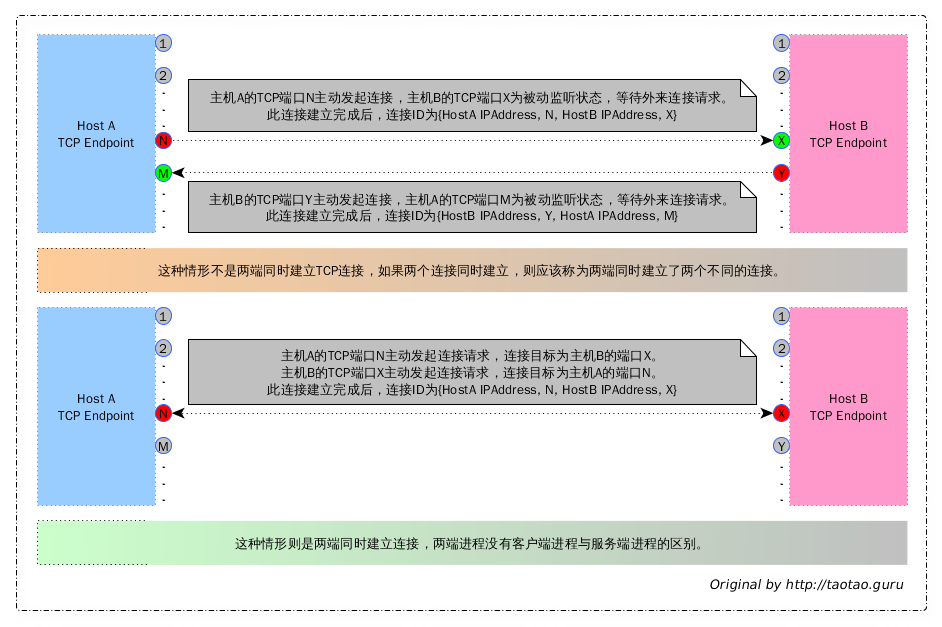 1
1
2
2
主机A的TCP端口N主动发起连接，主机B的TCP端口X为被动监听状态，等待外来连接请求。
此连接建立完成后，连接ID为{HostA IPAddress, N, HostB IPAddress, X}
Host A
TCP Endpoint
Host B
TCP Endpoint
N
X
M
Y
主机B的TCP端口Y主动发起连接，主机A的TCP端口M为被动监听状态，等待外来连接请求。
此连接建立完成后，连接ID为{HostB IPAddress, Y, HostA IPAddress, M}
这种情形不是两端同时建立TCP连接，如果两个连接同时建立，则应该称为两端同时建立了两个不同的连接。
1
1
2
2
主机A的TCP端口N主动发起连接请求，连接目标为主机B的端口X。
主机B的TCP端口X主动发起连接请求，连接目标为主机A的端口N。
此连接建立完成后，连接ID为{HostA IPAddress, N, HostB IPAddress, X}
Host A
TCP Endpoint
Host B
TCP Endpoint
N
X
M
Y
这种情形则是两端同时建立连接，两端进程没有客户端进程与服务端进程的区别。
Original by http://taotao.guru